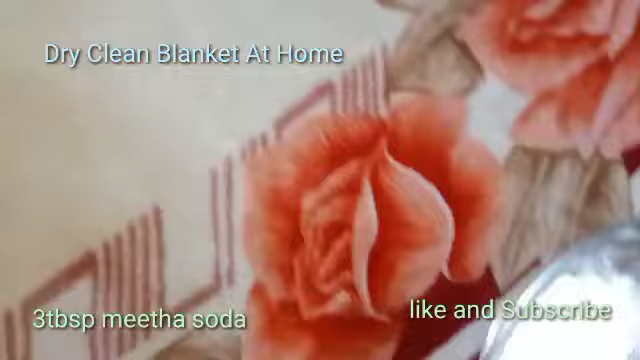 Dry Clean Blanket At Home
3tbsp meetha soda
like and Subscribe